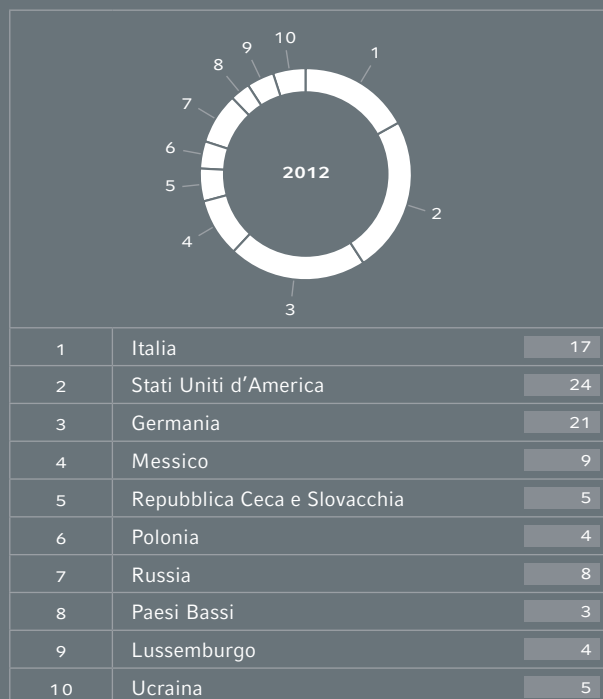 10
9
1
8
7
6
2012
5
2
4
3
1 Italia 17
2 Stati Uniti d’America 24
3 Germania 21
4 Messico 9
5 Repubblica Ceca e Slovacchia 5
6 Polonia 4
7 Russia 8
8 Paesi Bassi 3
9 Lussemburgo 4
10 Ucraina 5